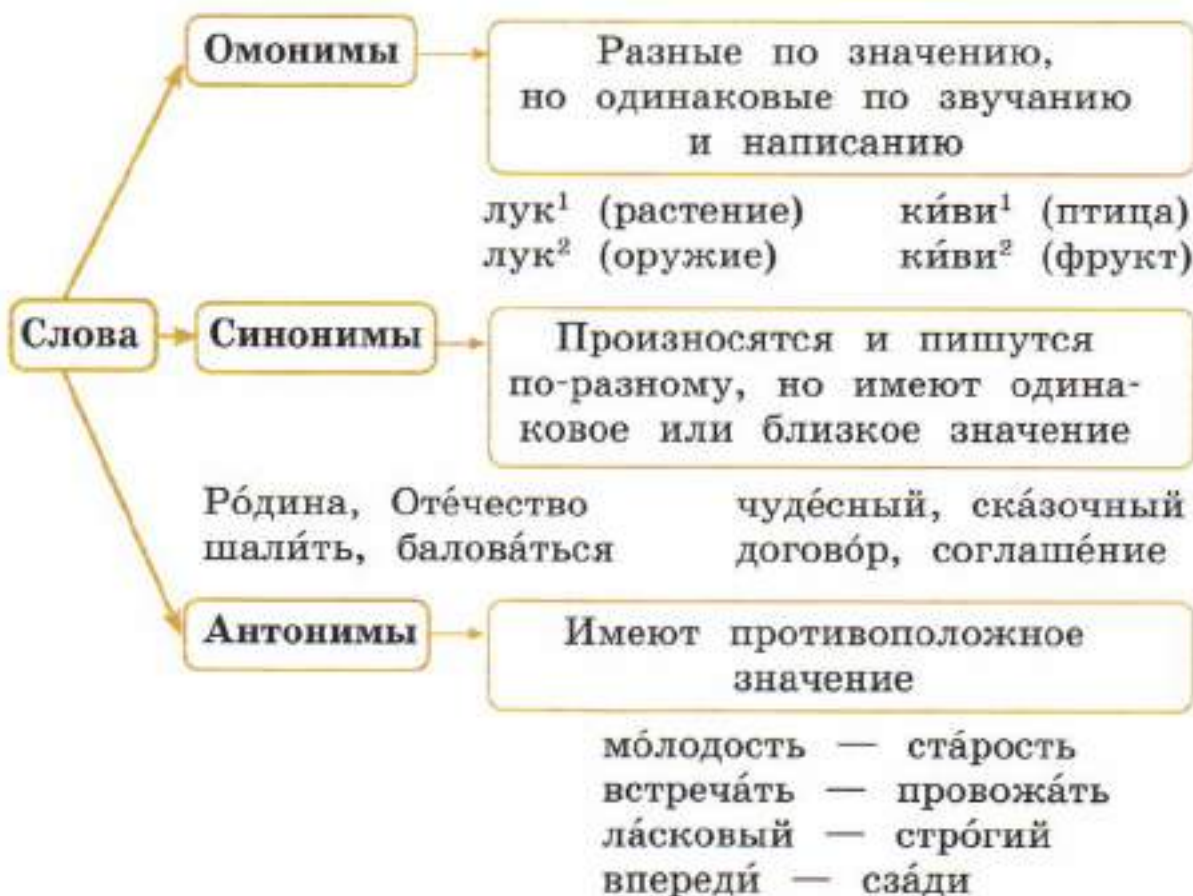 Омонимы
Разные по значению,
но одинаковые по звучанию
и написанию
лук¹ (растение) ки́ви¹ (птица)
лук² (оружие) ки́ви² (фрукт)
Слова
Синонимы
Произносятся и пишутся
по-разному, но имеют одина-
ковое или близкое значение
Ро́дина, Оте́чество чуде́сный, ска́зочный
шали́ть, балова́ться догово́р, соглаше́ние
Антонимы
Имеют противоположное
значение
мо́лодость — ста́рость
встреча́ть — провожа́ть
ла́сковый — стро́гий
впереди́ — сза́ди